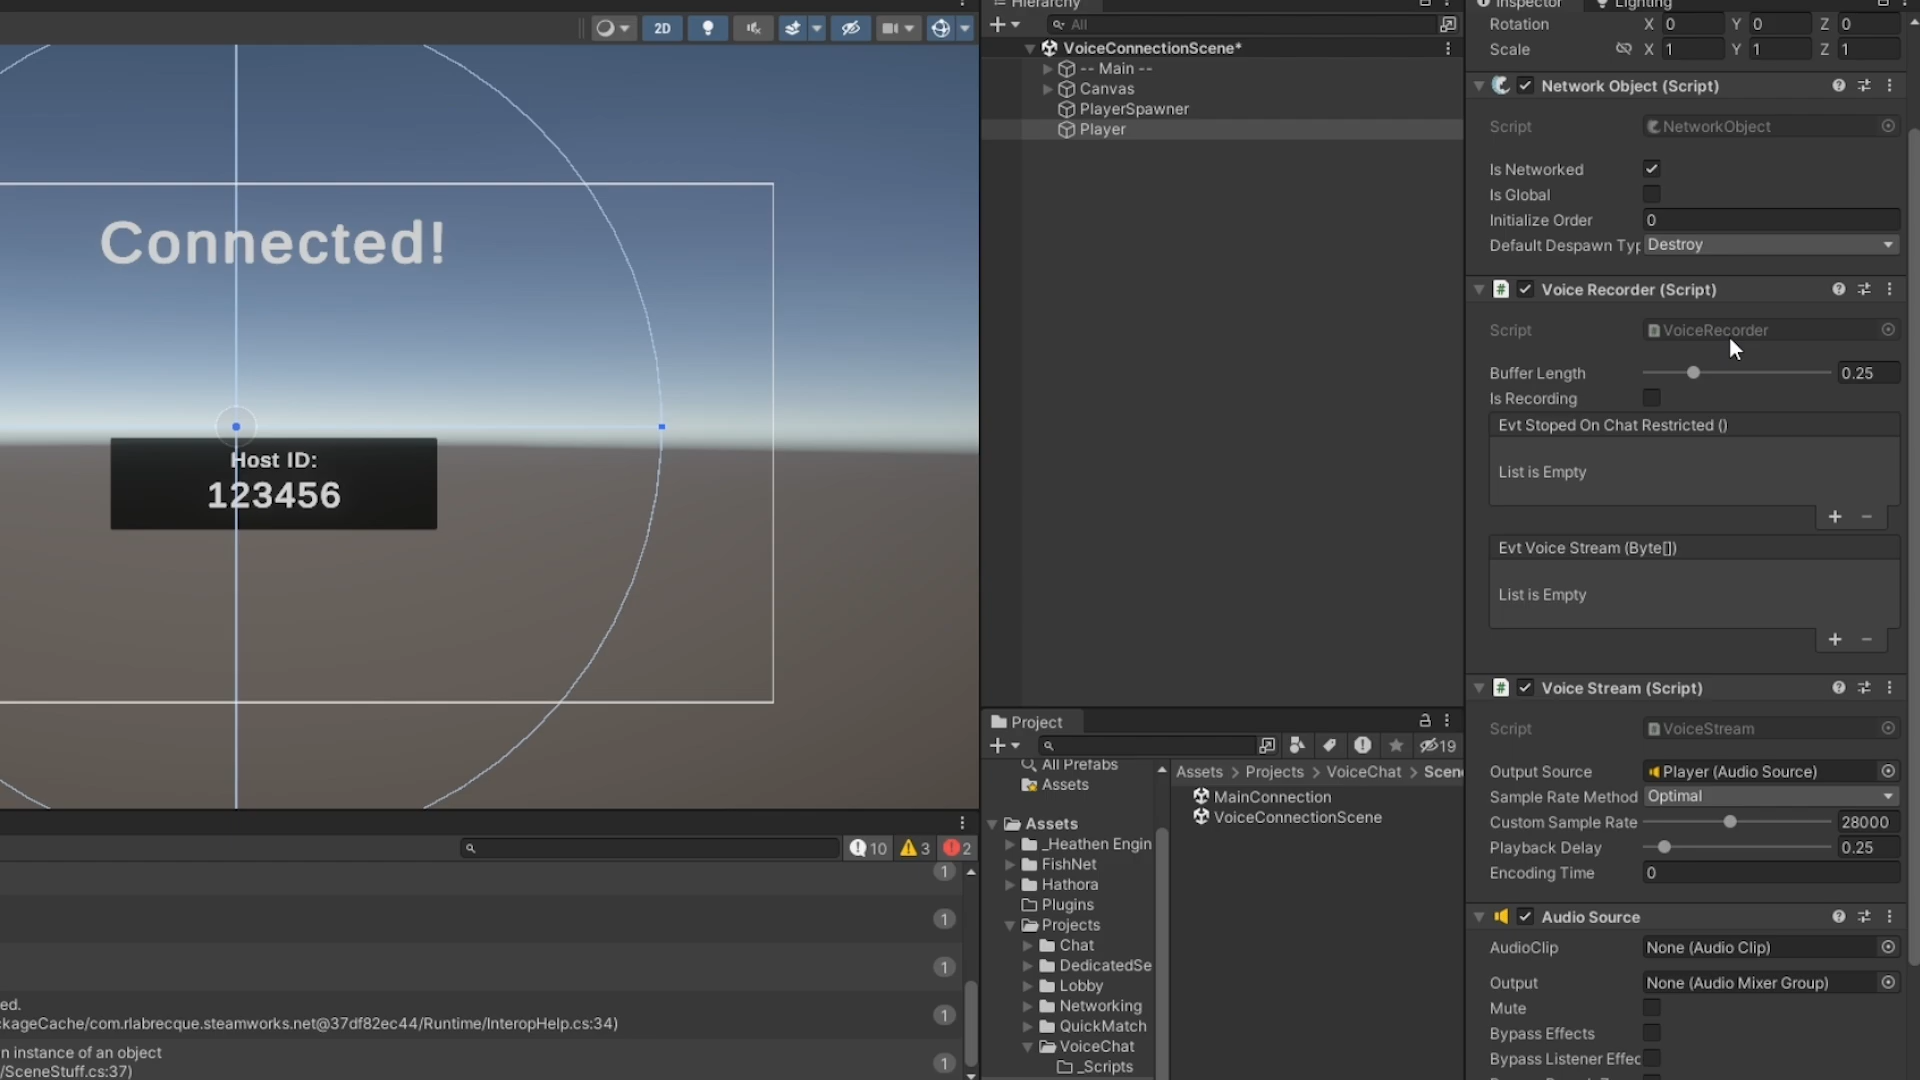 2D
Connected!
Host ID:
123456
10
3
2
1
1
1
ed.
ckageCache/com.rlabrecque.steamworks.net@37df82ec44/Runtime/InteropHelp.cs:34)
1
n instance of an object
/SceneStuff.cs:37)
1
Hierarchy
All
VoiceConnectionScene*
-- Main --
Canvas
PlayerSpawner
Player
Project
19
All Prefabs
Assets
Assets
_Heathen Engin
FishNet
Hathora
Plugins
Projects
Chat
DedicatedSe
Lobby
Networking
QuickMatch
VoiceChat
_Scripts
Assets > Projects > VoiceChat > Scen
MainConnection
VoiceConnectionScene
Inspector
Lighting
Rotation X 0 Y 0 Z 0
Scale X 1 Y 1 Z 1
Network Object (Script)
Script NetworkObject
Is Networked
Is Global
Initialize Order 0
Default Despawn Typ Destroy
# Voice Recorder (Script)
Script VoiceRecorder
Buffer Length 0.25
Is Recording
Evt Stoped On Chat Restricted ()
List is Empty
+ −
Evt Voice Stream (Byte[])
List is Empty
+ −
# Voice Stream (Script)
Script VoiceStream
Output Source Player (Audio Source)
Sample Rate Method Optimal
Custom Sample Rate 28000
Playback Delay 0.25
Encoding Time 0
Audio Source
AudioClip None (Audio Clip)
Output None (Audio Mixer Group)
Mute
Bypass Effects
Bypass Listener Effec